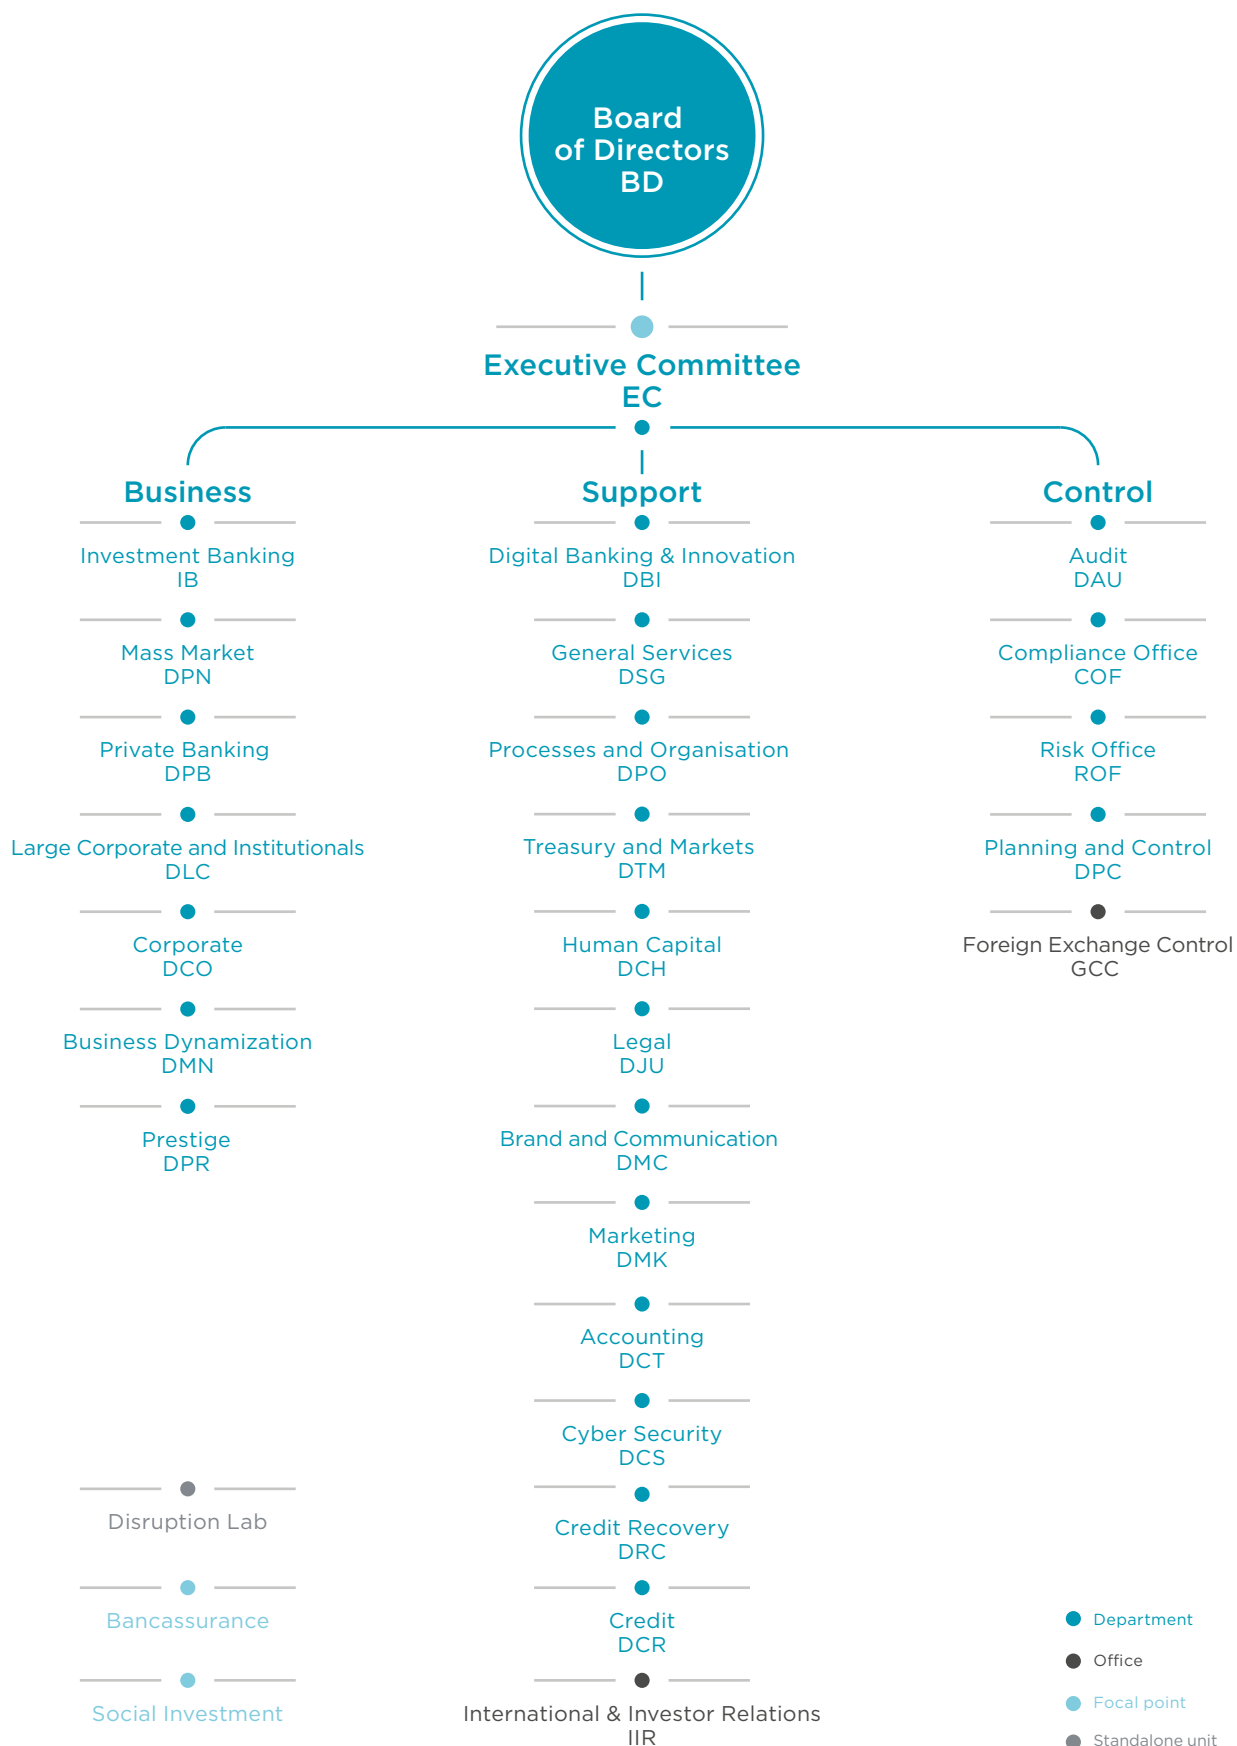 Board
of Directors
BD
Executive Committee
EC
Business
Investment Banking
IB
Mass Market
DPN
Private Banking
DPB
Large Corporate and Institutionals
DLC
Corporate
DCO
Business Dynamization
DMN
Prestige
DPR
Disruption Lab
Bancassurance
Social Investment
Support
Digital Banking & Innovation
DBI
General Services
DSG
Processes and Organisation
DPO
Treasury and Markets
DTM
Human Capital
DCH
Legal
DJU
Brand and Communication
DMC
Marketing
DMK
Accounting
DCT
Cyber Security
DCS
Credit Recovery
DRC
Credit
DCR
International & Investor Relations
IIR
Control
Audit
DAU
Compliance Office
COF
Risk Office
ROF
Planning and Control
DPC
Foreign Exchange Control
GCC
Department
Office
Focal point
Standalone unit